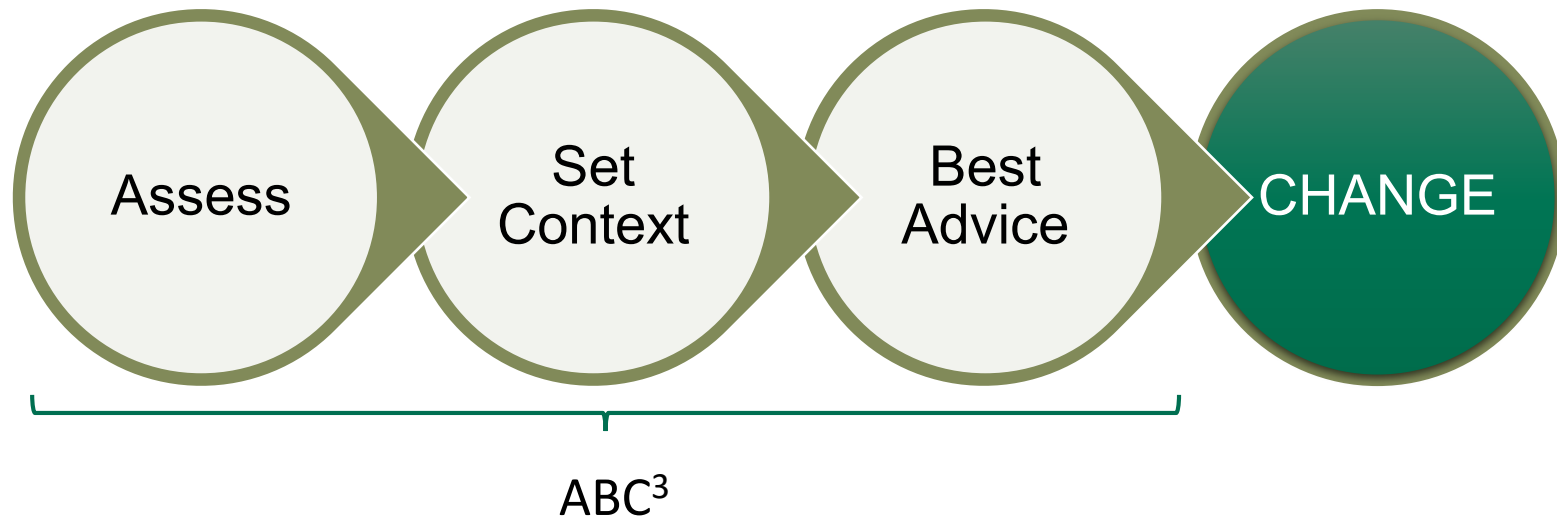 Assess
Set
Context
Best
Advice
CHANGE
ABC³